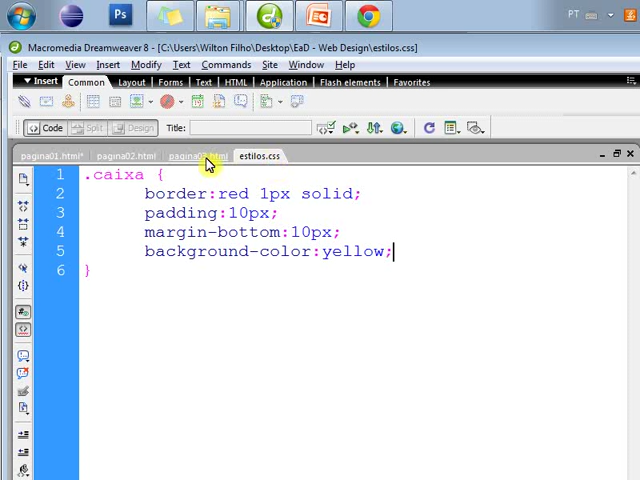 Ps
PT
Macromedia Dreamweaver 8 - [C:\Users\Wilton Filho\Desktop\EaD - Web Design\estilos.css]
File Edit View Insert Modify Text Commands Site Window Help
Insert Common Layout Forms Text HTML Application Flash elements Favorites
Code Split Design Title:
pagina01.html* pagina02.html estilos.css
1 .caixa {
2 border:red 1px solid;
3 padding:10px;
4 margin-bottom:10px;
5 background-color:yellow;
6 }